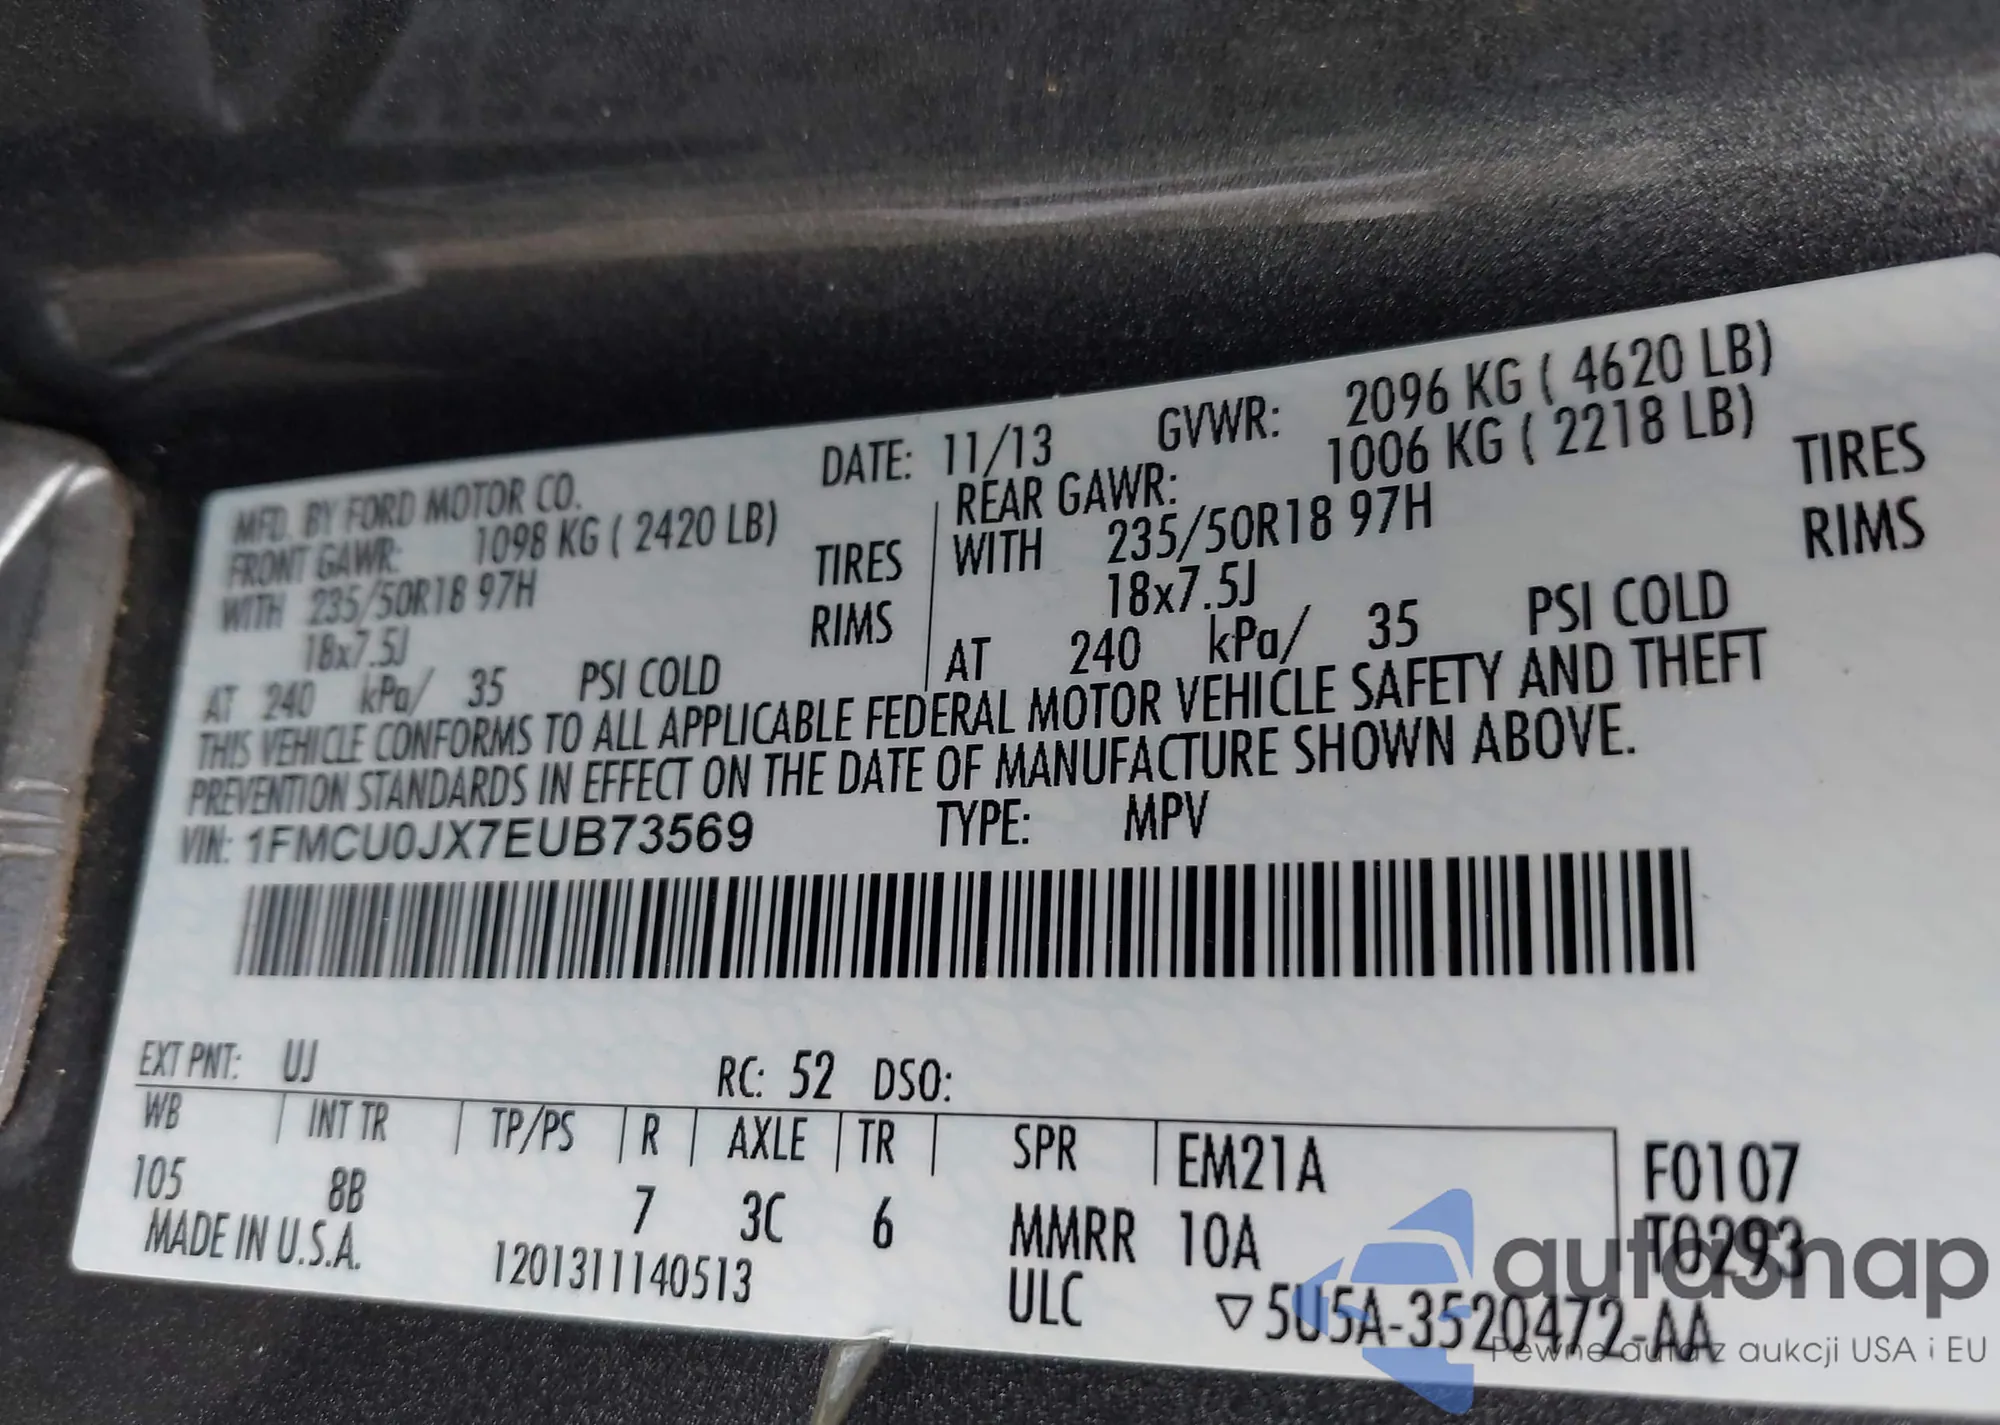 MFD. BY FORD MOTOR CO. DATE: 11/13 GVWR: 2096 KG ( 4620 LB)
FRONT GAWR: 1098 KG ( 2420 LB) REAR GAWR: 1006 KG ( 2218 LB)
WITH 235/50R18 97H TIRES WITH 235/50R18 97H TIRES
18x7.5J RIMS 18x7.5J RIMS
AT 240 kPa/ 35 PSI COLD AT 240 kPa/ 35 PSI COLD
THIS VEHICLE CONFORMS TO ALL APPLICABLE FEDERAL MOTOR VEHICLE SAFETY AND THEFT
PREVENTION STANDARDS IN EFFECT ON THE DATE OF MANUFACTURE SHOWN ABOVE.
VIN: 1FMCU0JX7EUB73569 TYPE: MPV
EXT PNT: UJ RC: 52 DSO:
WB INT TR TP/PS R AXLE TR SPR EM21A F0107
105 8B 7 3C 6 MMRR 10A T0293
MADE IN U.S.A. 1201311140513 ULC ▽5U5A-3520472-AA
autosnap
Pewne auta z aukcji USA i EU